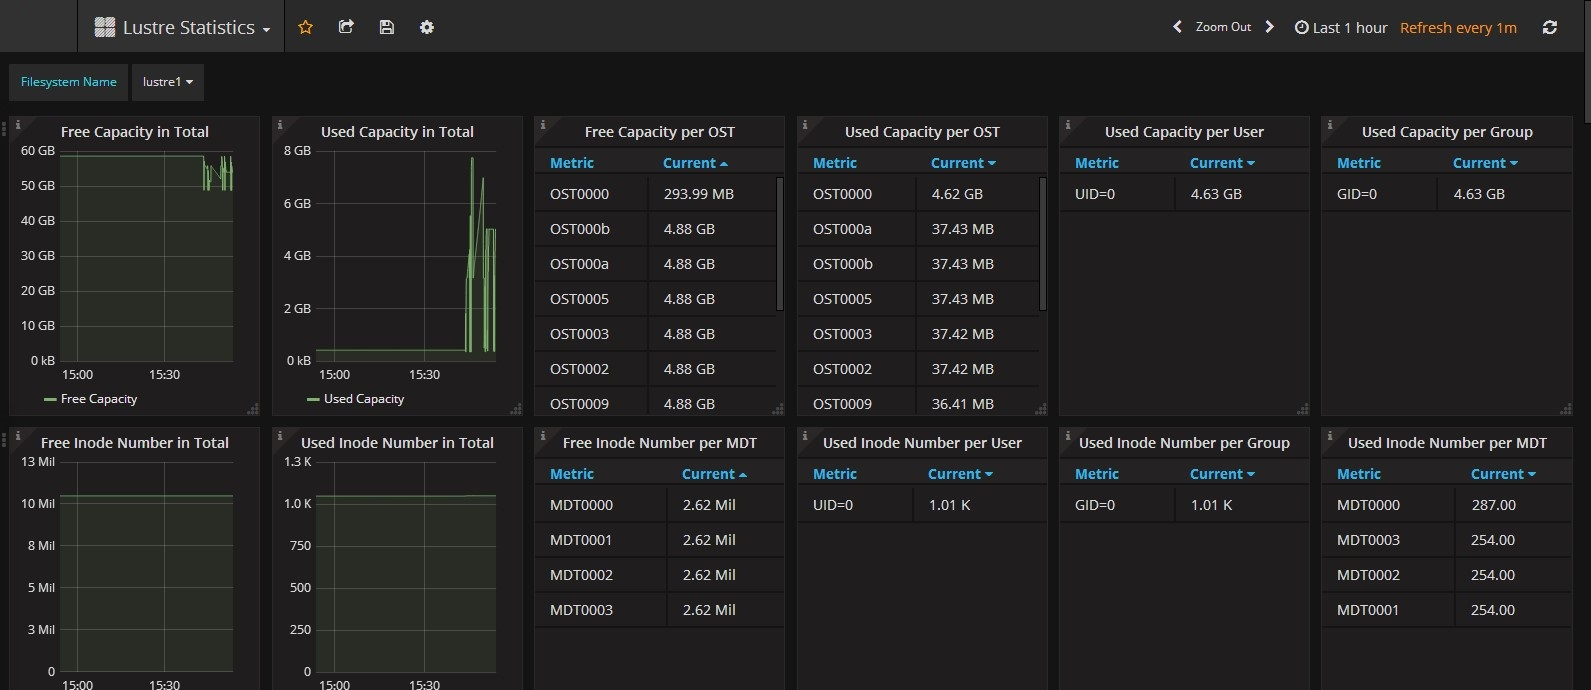 Lustre Statistics
Zoom Out
Last 1 hour
Refresh every 1m
Filesystem Name
lustre1
Free Capacity in Total
60 GB
50 GB
40 GB
30 GB
20 GB
10 GB
0 kB
15:00
15:30
Free Capacity
Used Capacity in Total
8 GB
6 GB
4 GB
2 GB
0 kB
15:00
15:30
Used Capacity
Free Capacity per OST
Metric Current
OST0000 293.99 MB
OST000b 4.88 GB
OST000a 4.88 GB
OST0005 4.88 GB
OST0003 4.88 GB
OST0002 4.88 GB
OST0009 4.88 GB
Used Capacity per OST
Metric Current
OST0000 4.62 GB
OST000a 37.43 MB
OST000b 37.43 MB
OST0005 37.43 MB
OST0003 37.42 MB
OST0002 37.42 MB
OST0009 36.41 MB
Used Capacity per User
Metric Current
UID=0 4.63 GB
Used Capacity per Group
Metric Current
GID=0 4.63 GB
Free Inode Number in Total
13 Mil
10 Mil
8 Mil
5 Mil
3 Mil
0
15:00
15:30
Used Inode Number in Total
1.3 K
1.0 K
750
500
250
0
15:00
15:30
Free Inode Number per MDT
Metric Current
MDT0000 2.62 Mil
MDT0001 2.62 Mil
MDT0002 2.62 Mil
MDT0003 2.62 Mil
Used Inode Number per User
Metric Current
UID=0 1.01 K
Used Inode Number per Group
Metric Current
GID=0 1.01 K
Used Inode Number per MDT
Metric Current
MDT0000 287.00
MDT0003 254.00
MDT0002 254.00
MDT0001 254.00